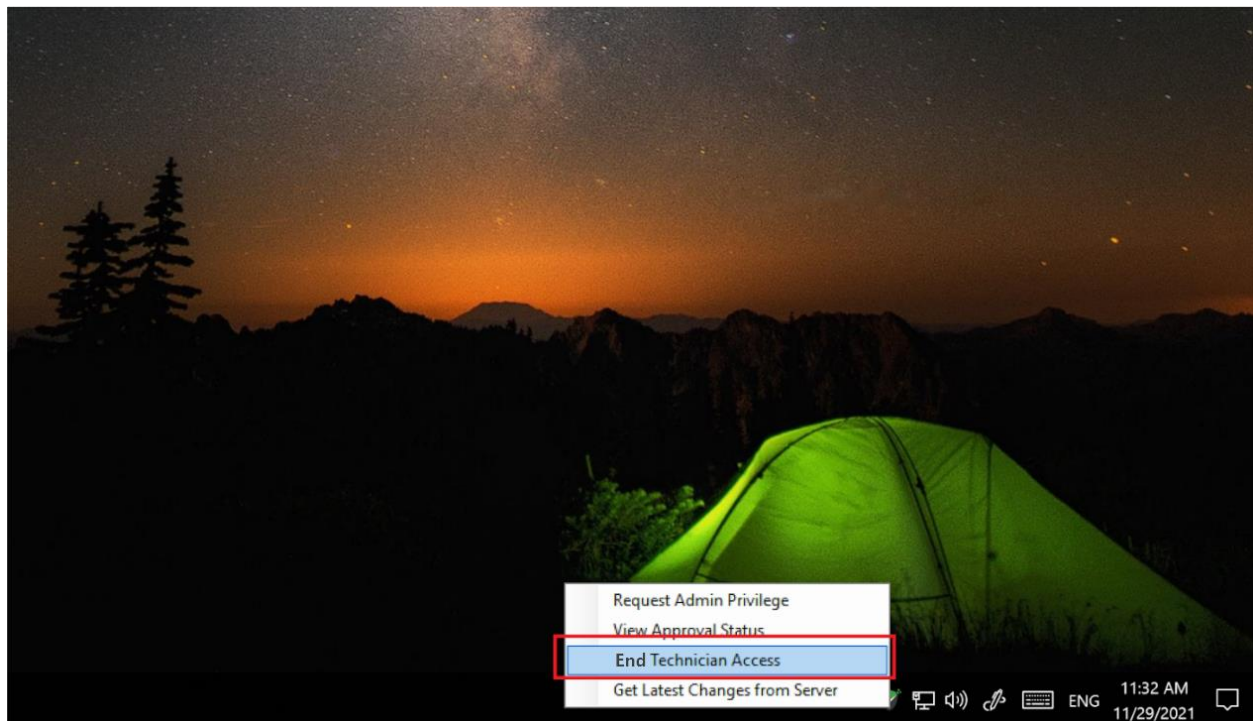 Request Admin Privilege
View Approval Status
End Technician Access
Get Latest Changes from Server
ENG
11:32 AM
11/29/2021